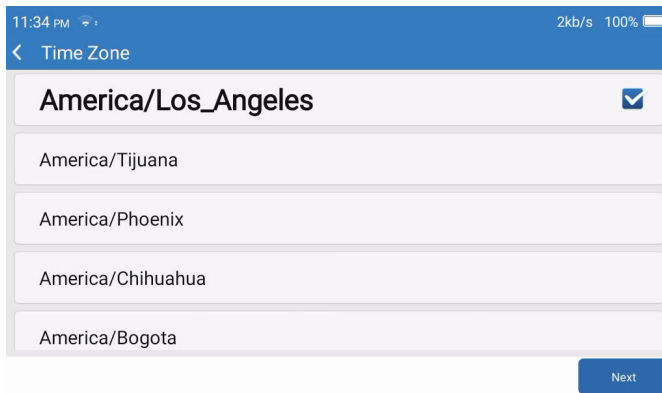 11:34 PM 2kb/s 100%
Time Zone
America/Los_Angeles
America/Tijuana
America/Phoenix
America/Chihuahua
America/Bogota
Next